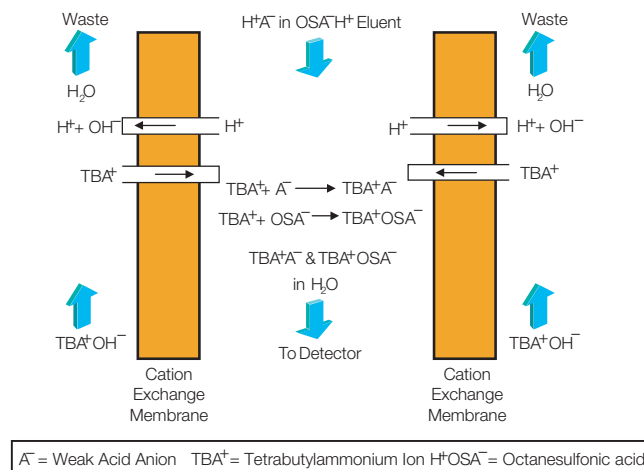 Waste
H⁺A⁻ in OSA⁻H⁺ Eluent
Waste
H₂O
H₂O
H⁺ + OH⁻
H⁺
H⁺
H⁺ + OH⁻
TBA⁺
TBA⁺
TBA⁺ + A⁻ → TBA⁺A⁻
TBA⁺ + OSA⁻ → TBA⁺OSA⁻
TBA⁺A⁻ & TBA⁺OSA⁻
in H₂O
TBA⁺OH⁻
To Detector
TBA⁺OH⁻
Cation
Exchange
Membrane
Cation
Exchange
Membrane
A⁻ = Weak Acid Anion TBA⁺ = Tetrabutylammonium Ion H⁺OSA⁻ = Octanesulfonic acid